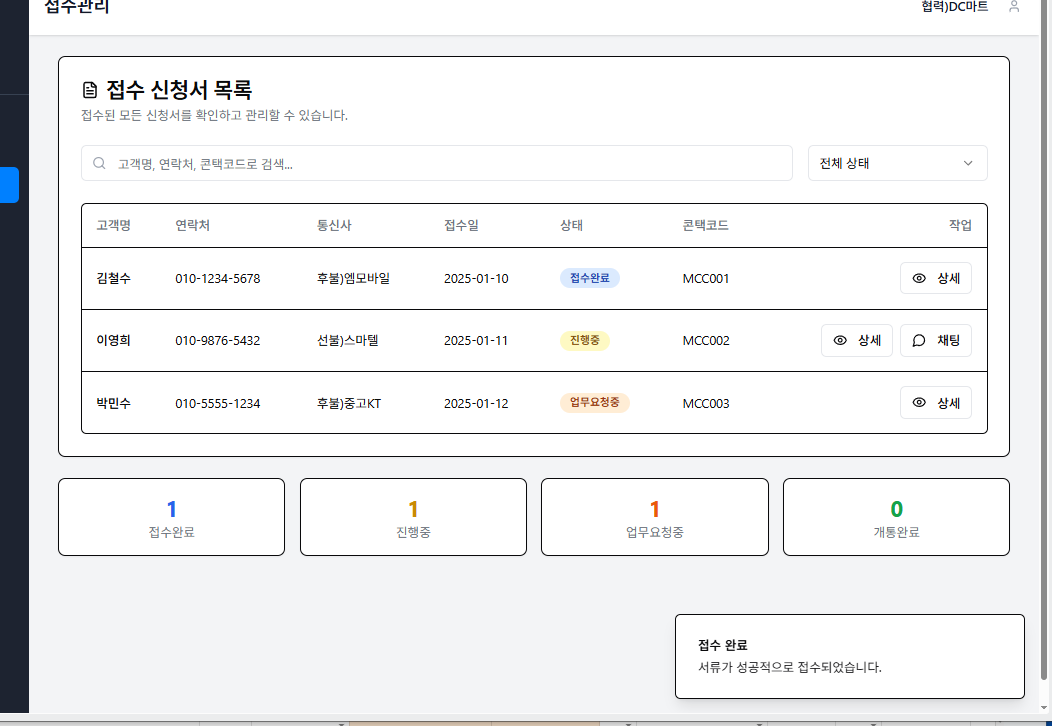 접수관리 협력)DC마트
접수 신청서 목록
접수된 모든 신청서를 확인하고 관리할 수 있습니다.
고객명, 연락처, 콘택코드로 검색... 전체 상태
고객명 연락처 통신사 접수일 상태 콘택코드 작업
김철수 010-1234-5678 후불)엠모바일 2025-01-10 접수완료 MCC001 상세
이영희 010-9876-5432 선불)스마텔 2025-01-11 진행중 MCC002 상세 채팅
박민수 010-5555-1234 후불)중고KT 2025-01-12 업무요청중 MCC003 상세
1 1 1 0
접수완료 진행중 업무요청중 개통완료
접수 완료
서류가 성공적으로 접수되었습니다.